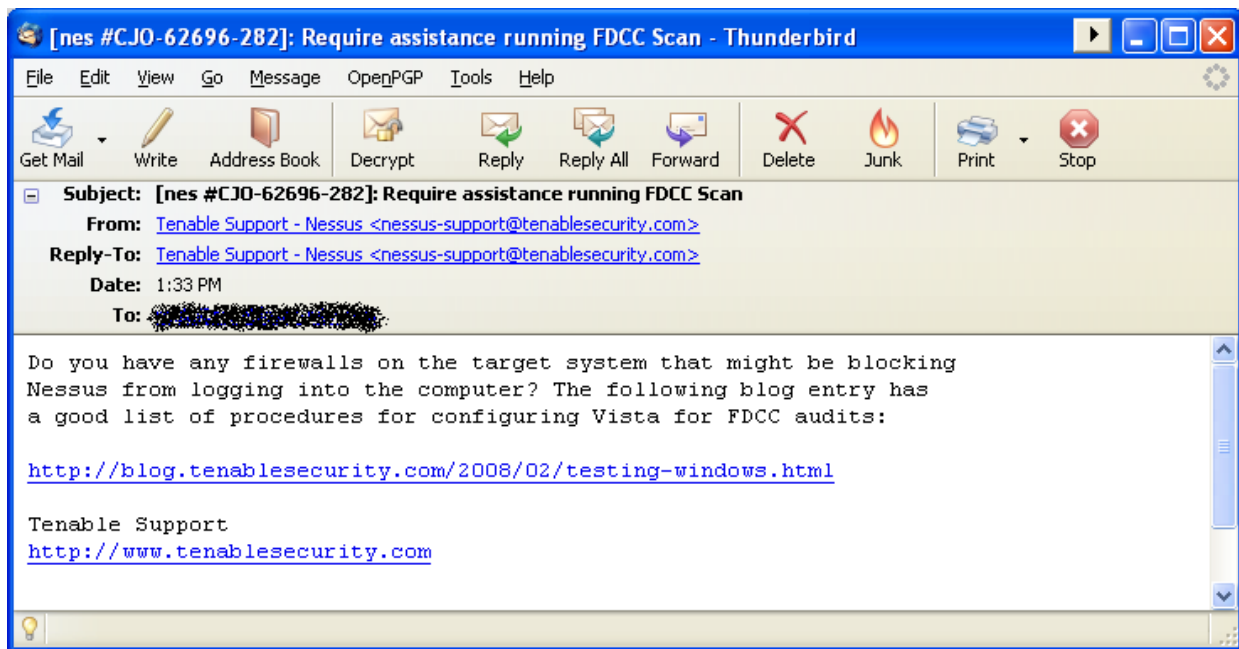 [nes #CJO-62696-282]: Require assistance running FDCC Scan - Thunderbird
File Edit View Go Message OpenPGP Tools Help
Get Mail Write Address Book Decrypt Reply Reply All Forward Delete Junk Print Stop
Subject: [nes #CJO-62696-282]: Require assistance running FDCC Scan
From: Tenable Support - Nessus <nessus-support@tenablesecurity.com>
Reply-To: Tenable Support - Nessus <nessus-support@tenablesecurity.com>
Date: 1:33 PM
To:
Do you have any firewalls on the target system that might be blocking
Nessus from logging into the computer? The following blog entry has
a good list of procedures for configuring Vista for FDCC audits:
http://blog.tenablesecurity.com/2008/02/testing-windows.html
Tenable Support
http://www.tenablesecurity.com